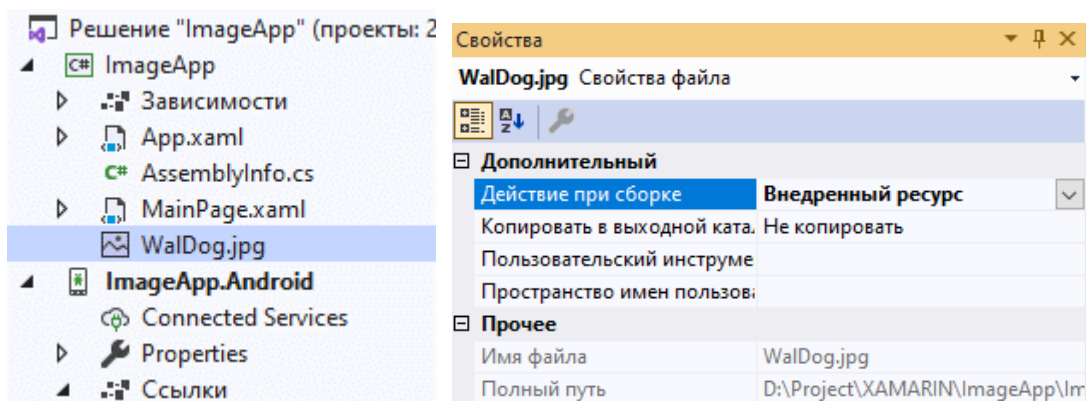 Решение "ImageApp" (проекты: 2
C# ImageApp
Зависимости
App.xaml
C# AssemblyInfo.cs
MainPage.xaml
WalDog.jpg
ImageApp.Android
Connected Services
Properties
Ссылки
Свойства
WalDog.jpg Свойства файла
Дополнительный
Действие при сборке Внедренный ресурс
Копировать в выходной ката. Не копировать
Пользовательский инструме
Пространство имен пользова
Прочее
Имя файла WalDog.jpg
Полный путь D:\Project\XAMARIN\ImageApp\Im